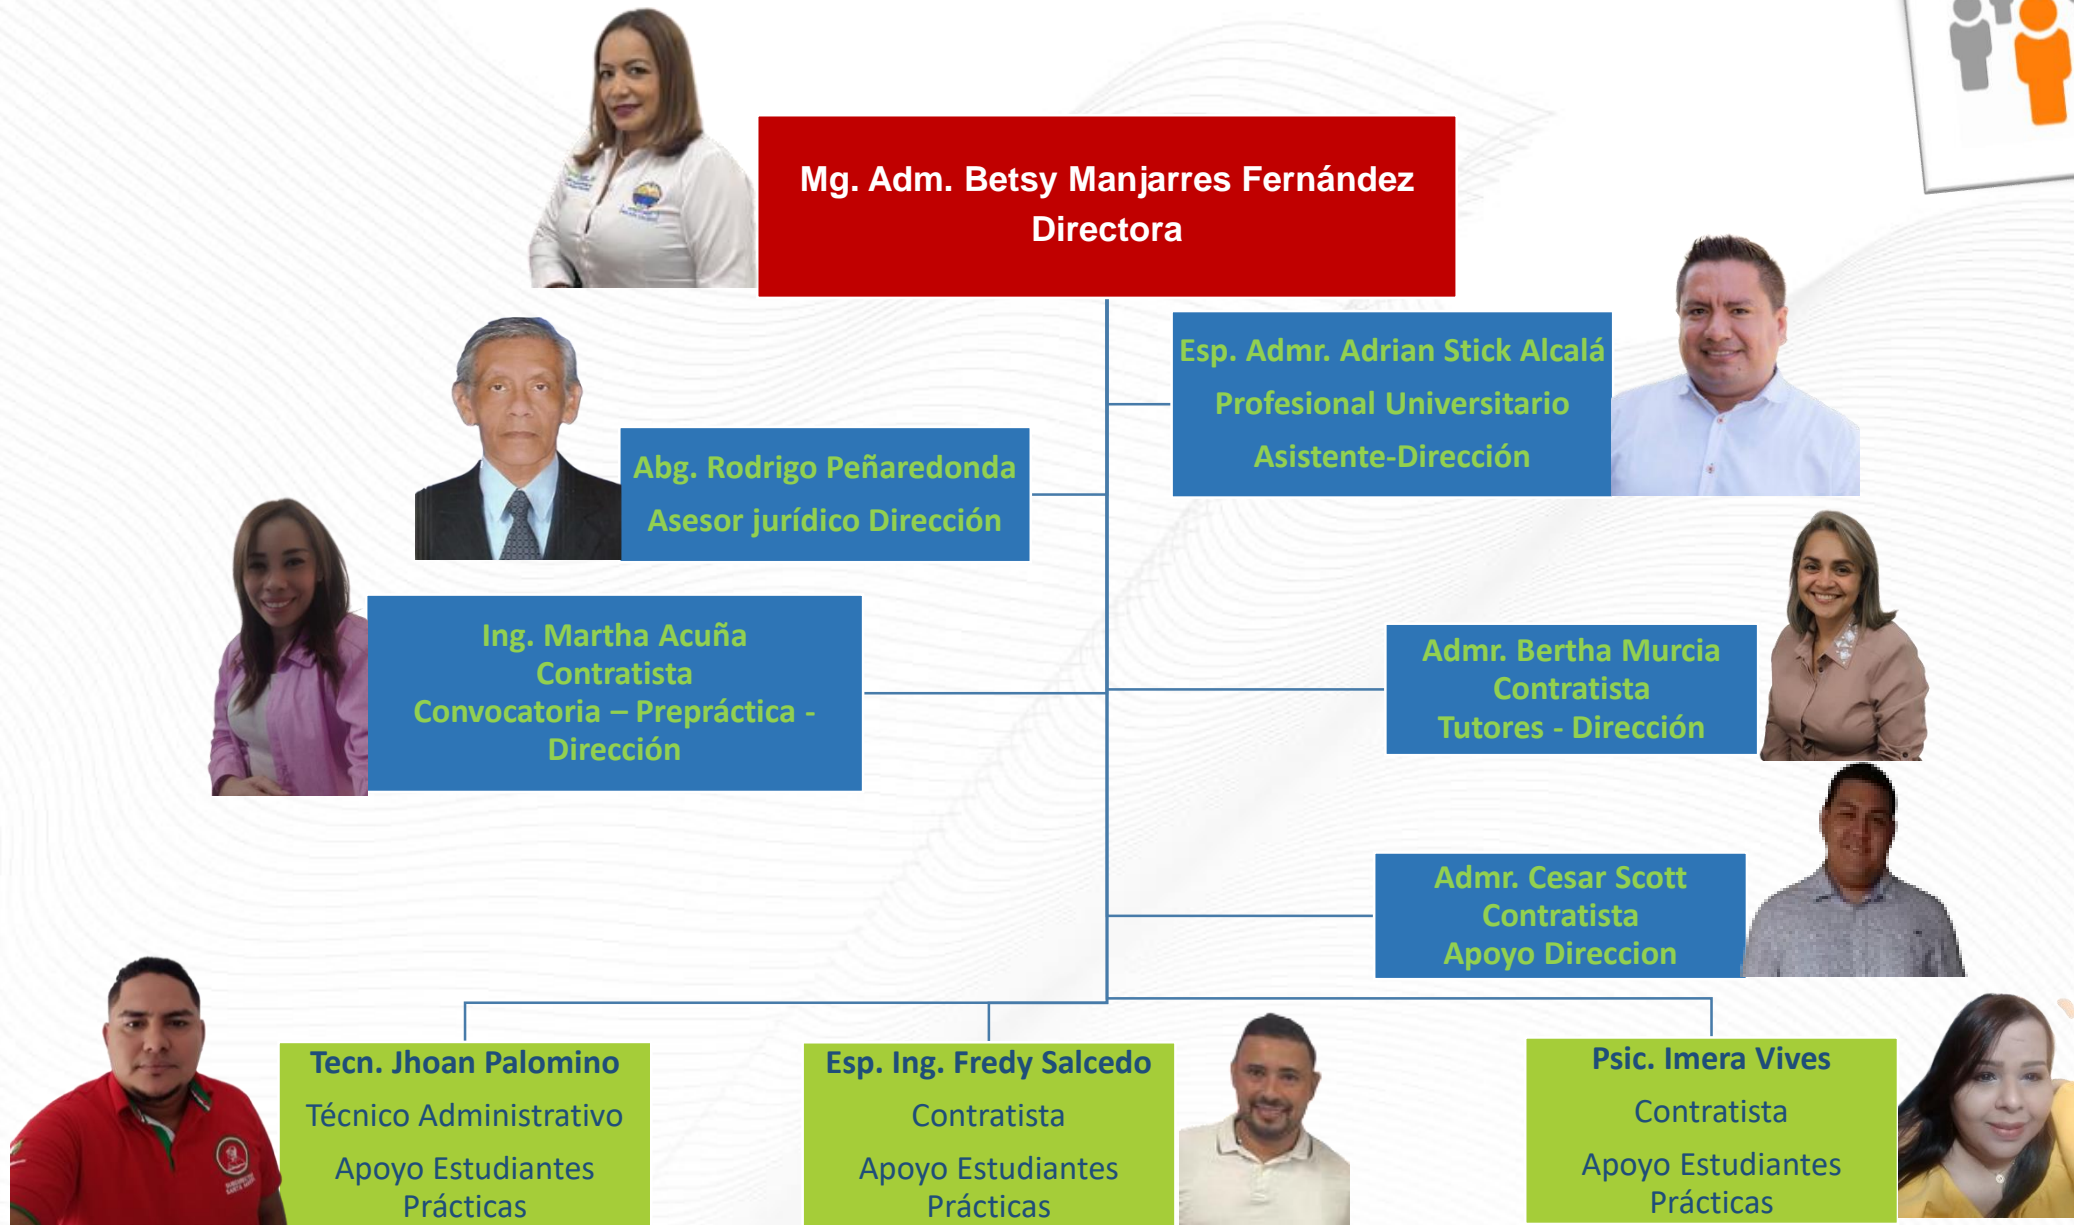 Mg. Adm. Betsy Manjarres Fernández
Directora
Esp. Admr. Adrian Stick Alcalá
Profesional Universitario
Asistente-Dirección
Abg. Rodrigo Peñaredonda
Asesor jurídico Dirección
Ing. Martha Acuña
Contratista
Convocatoria – Prepráctica -
Dirección
Admr. Bertha Murcia
Contratista
Tutores - Dirección
Admr. Cesar Scott
Contratista
Apoyo Direccion
Tecn. Jhoan Palomino
Técnico Administrativo
Apoyo Estudiantes
Prácticas
Esp. Ing. Fredy Salcedo
Contratista
Apoyo Estudiantes
Prácticas
Psic. Imera Vives
Contratista
Apoyo Estudiantes
Prácticas